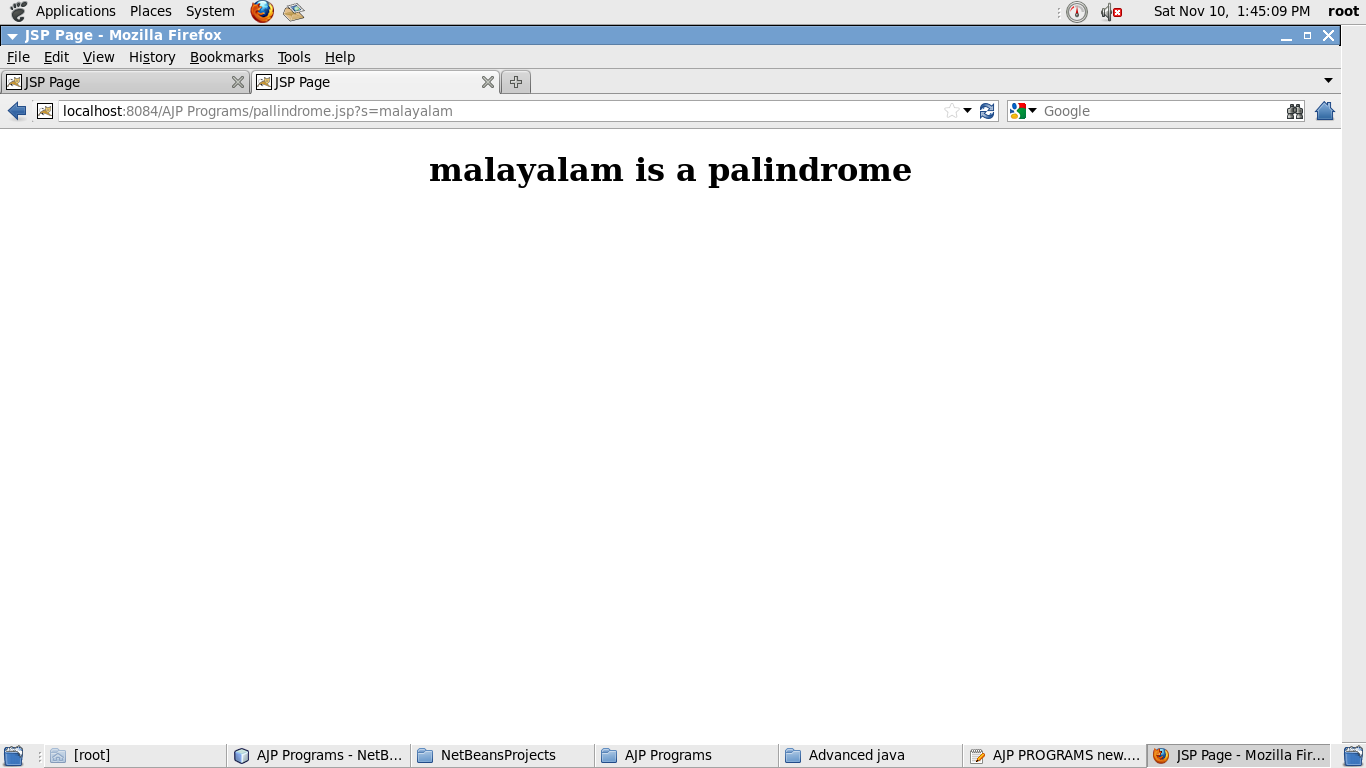 Applications Places System Sat Nov 10, 1:45:09 PM root
JSP Page - Mozilla Firefox
File Edit View History Bookmarks Tools Help
JSP Page JSP Page
localhost:8084/AJP Programs/pallindrome.jsp?s=malayalam Google
malayalam is a palindrome
[root] AJP Programs - NetB... NetBeansProjects AJP Programs Advanced java AJP PROGRAMS new.... JSP Page - Mozilla Fir...